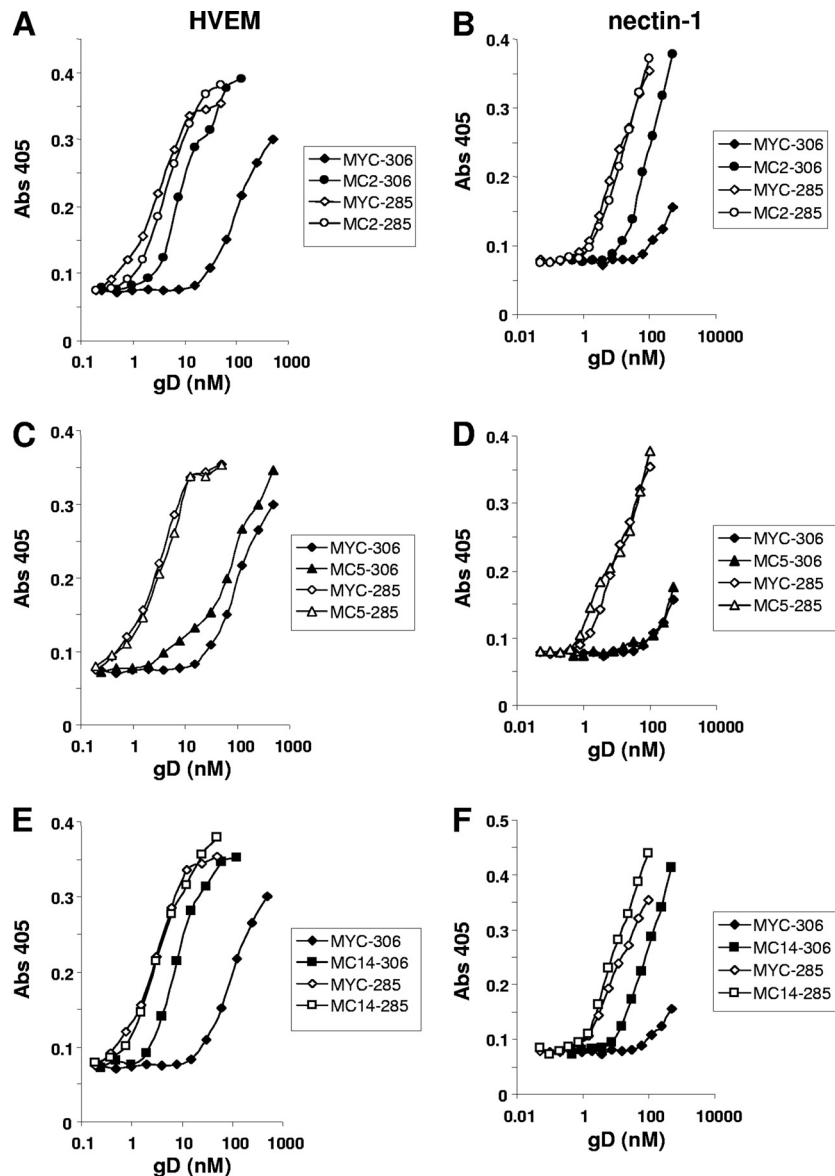 A
HVEM
0.4
0.3
0.2
0.1
0
Abs 405
0.1
1
10
100
1000
gD (nM)
MYC-306
MC2-306
MYC-285
MC2-285
B
nectin-1
0.4
0.3
0.2
0.1
0
Abs 405
0.01
1
100
10000
gD (nM)
MYC-306
MC2-306
MYC-285
MC2-285
C
0.4
0.3
0.2
0.1
0
Abs 405
0.1
1
10
100
1000
gD (nM)
MYC-306
MC5-306
MYC-285
MC5-285
D
0.4
0.3
0.2
0.1
0
Abs 405
0.01
1
100
10000
gD (nM)
MYC-306
MC5-306
MYC-285
MC5-285
E
0.4
0.3
0.2
0.1
0
Abs 405
0.1
1
10
100
1000
gD (nM)
MYC-306
MC14-306
MYC-285
MC14-285
F
0.5
0.4
0.3
0.2
0.1
0
Abs 405
0.01
1
100
10000
gD (nM)
MYC-306
MC14-306
MYC-285
MC14-285